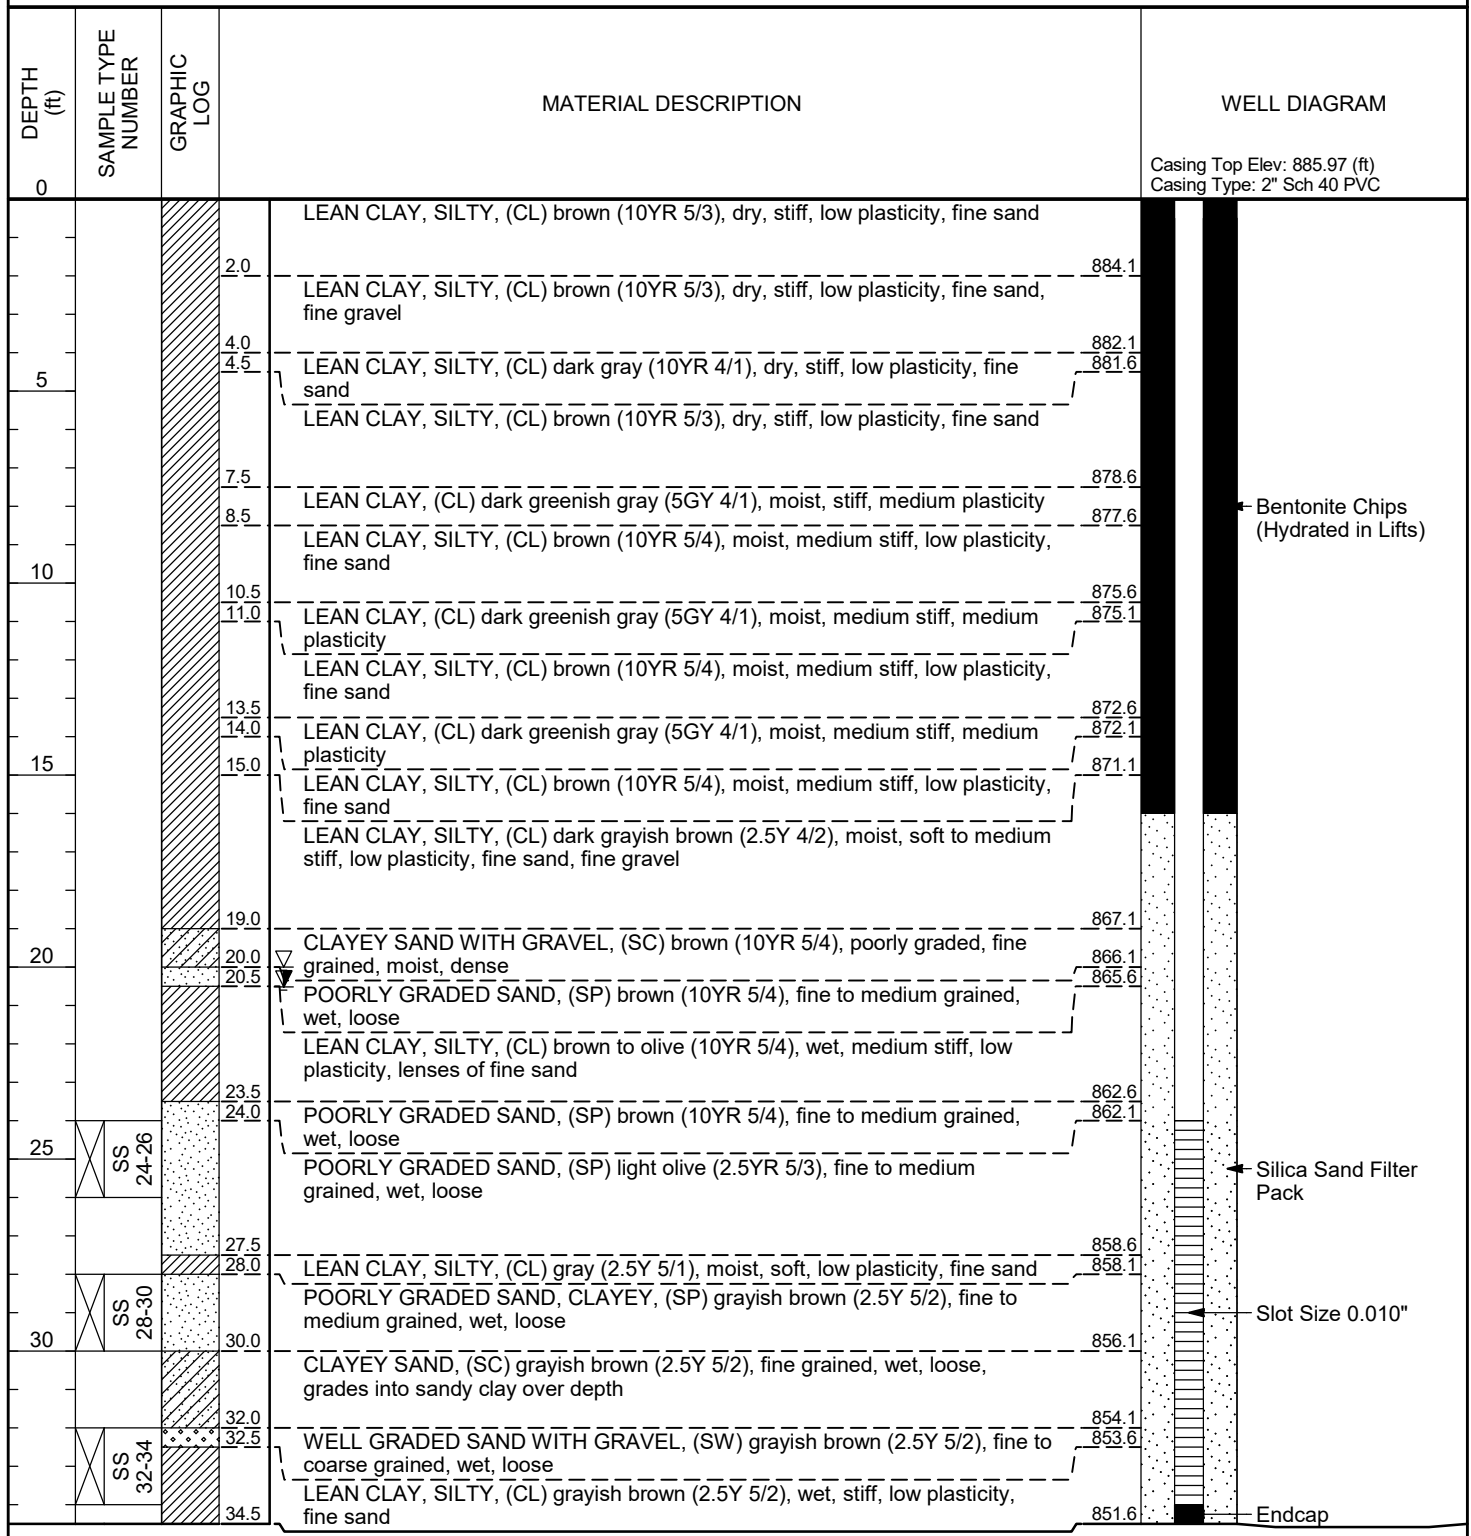 DEPTH
(ft)
SAMPLE TYPE
NUMBER
GRAPHIC
LOG
MATERIAL DESCRIPTION
WELL DIAGRAM
Casing Top Elev: 885.97 (ft)
Casing Type: 2" Sch 40 PVC
0
LEAN CLAY, SILTY, (CL) brown (10YR 5/3), dry, stiff, low plasticity, fine sand
2.0 884.1
LEAN CLAY, SILTY, (CL) brown (10YR 5/3), dry, stiff, low plasticity, fine sand,
fine gravel
4.0 882.1
4.5 LEAN CLAY, SILTY, (CL) dark gray (10YR 4/1), dry, stiff, low plasticity, fine 881.6
5 sand
LEAN CLAY, SILTY, (CL) brown (10YR 5/3), dry, stiff, low plasticity, fine sand
7.5 878.6
LEAN CLAY, (CL) dark greenish gray (5GY 4/1), moist, stiff, medium plasticity
Bentonite Chips
(Hydrated in Lifts)
8.5 877.6
LEAN CLAY, SILTY, (CL) brown (10YR 5/4), moist, medium stiff, low plasticity,
fine sand
10
10.5 875.6
11.0 LEAN CLAY, (CL) dark greenish gray (5GY 4/1), moist, medium stiff, medium 875.1
plasticity
LEAN CLAY, SILTY, (CL) brown (10YR 5/4), moist, medium stiff, low plasticity,
fine sand
13.5 872.6
14.0 LEAN CLAY, (CL) dark greenish gray (5GY 4/1), moist, medium stiff, medium 872.1
plasticity
15 15.0 871.1
LEAN CLAY, SILTY, (CL) brown (10YR 5/4), moist, medium stiff, low plasticity,
fine sand
LEAN CLAY, SILTY, (CL) dark grayish brown (2.5Y 4/2), moist, soft to medium
stiff, low plasticity, fine sand, fine gravel
19.0 867.1
CLAYEY SAND WITH GRAVEL, (SC) brown (10YR 5/4), poorly graded, fine
20 20.0 grained, moist, dense 866.1
20.5 865.6
POORLY GRADED SAND, (SP) brown (10YR 5/4), fine to medium grained,
wet, loose
LEAN CLAY, SILTY, (CL) brown to olive (10YR 5/4), wet, medium stiff, low
plasticity, lenses of fine sand
23.5 862.6
24.0 POORLY GRADED SAND, (SP) brown (10YR 5/4), fine to medium grained, 862.1
wet, loose
25
SS
24-26
POORLY GRADED SAND, (SP) light olive (2.5YR 5/3), fine to medium
grained, wet, loose
Silica Sand Filter
Pack
27.5 858.6
28.0 LEAN CLAY, SILTY, (CL) gray (2.5Y 5/1), moist, soft, low plasticity, fine sand 858.1
SS
28-30
POORLY GRADED SAND, CLAYEY, (SP) grayish brown (2.5Y 5/2), fine to
medium grained, wet, loose
Slot Size 0.010"
30 30.0 856.1
CLAYEY SAND, (SC) grayish brown (2.5Y 5/2), fine grained, wet, loose,
grades into sandy clay over depth
32.0 854.1
32.5 WELL GRADED SAND WITH GRAVEL, (SW) grayish brown (2.5Y 5/2), fine to 853.6
coarse grained, wet, loose
SS
32-34
LEAN CLAY, SILTY, (CL) grayish brown (2.5Y 5/2), wet, stiff, low plasticity,
34.5 fine sand 851.6
Endcap